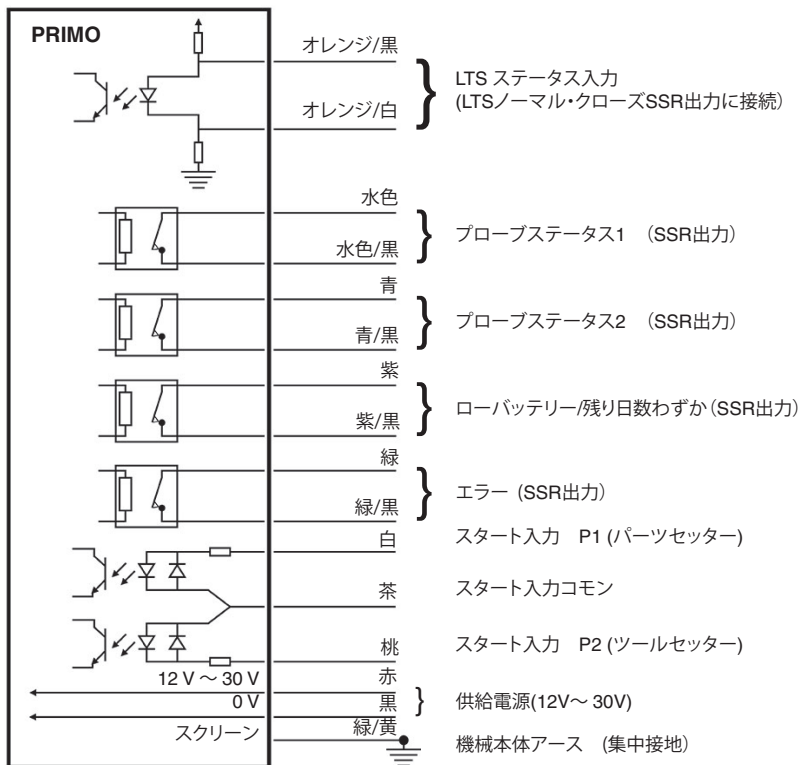 PRIMO
オレンジ/黒
LTS ステータス入力
(LTSノーマル・クローズSSR出力に接続)
オレンジ/白
水色
プローブステータス1 (SSR出力)
水色/黒
青
プローブステータス2 (SSR出力)
青/黒
紫
ローバッテリー/残り日数わずか(SSR出力)
紫/黒
緑
エラー (SSR出力)
緑/黒
白
スタート入力 P1 (パーツセッター)
茶
スタート入力コモン
桃
スタート入力 P2 (ツールセッター)
12 V ～ 30 V
赤
0 V
黒
供給電源(12V～ 30V)
スクリーン
緑/黄
機械本体アース (集中接地)